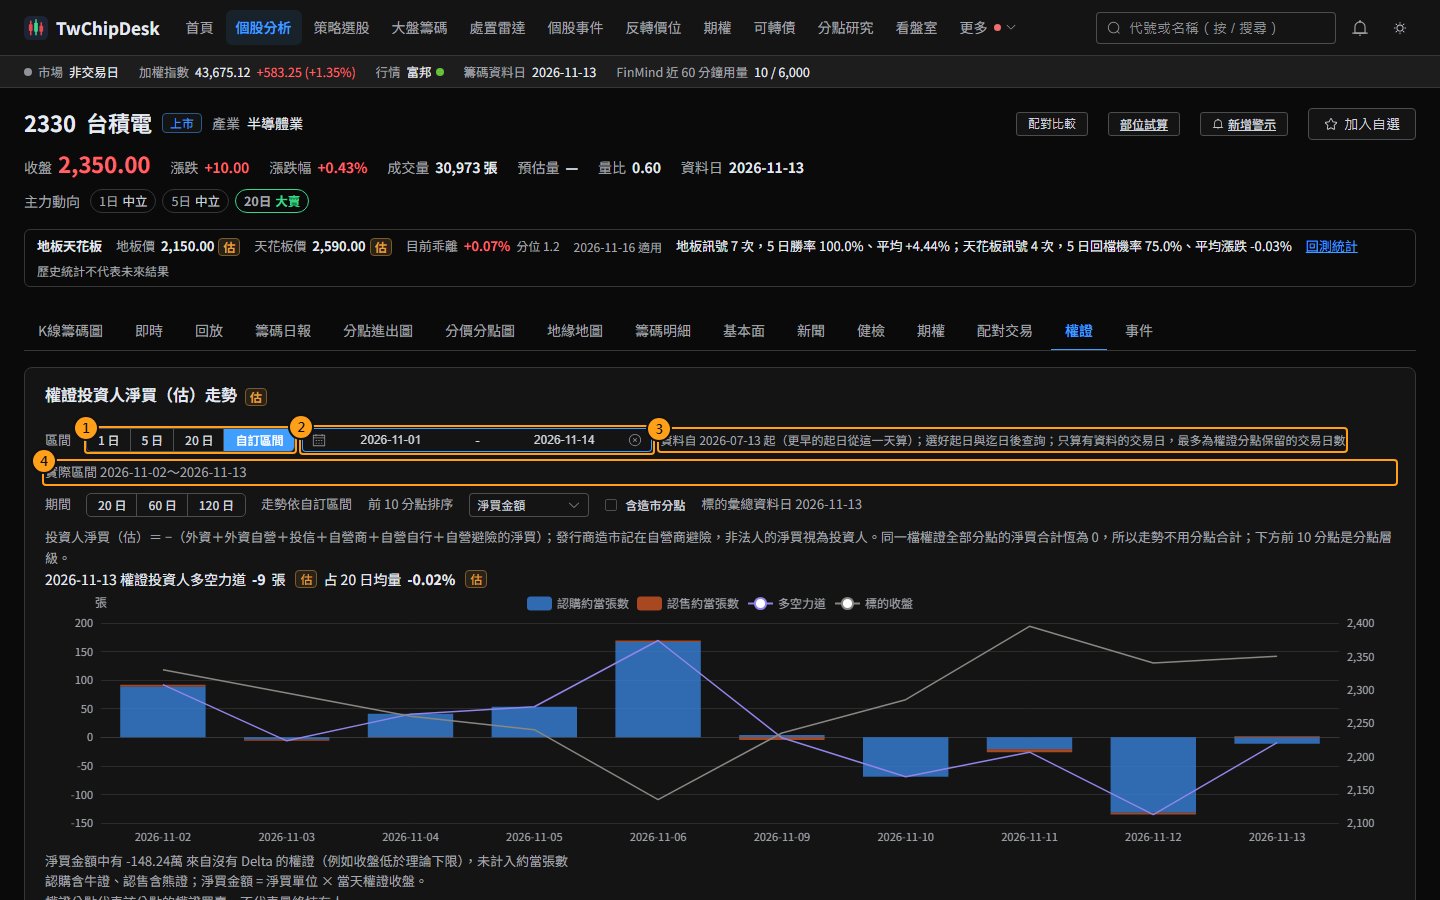 TwChipDesk 首頁 個股分析 策略選股 大盤籌碼 處置雷達 個股事件 反轉價位 期權 可轉債 分點研究 看盤室 更多 代號或名稱 ( 按 / 搜尋 )
市場 非交易日 加權指數 43,675.12 +583.25 (+1.35%) 行情 富邦 籌碼資料日 2026-11-13 FinMind 近 60 分鐘用量 10 / 6,000
2330 台積電 上市 產業 半導體業 配對比較 部位試算 新增警示 加入自選
收盤 2,350.00 漲跌 +10.00 漲跌幅 +0.43% 成交量 30,973 張 預估量 — 量比 0.60 資料日 2026-11-13
主力動向 1日 中立 5日 中立 20日 大賣
地板天花板 地板價 2,150.00 估 天花板價 2,590.00 估 目前乖離 +0.07% 分位 1.2 2026-11-16 適用 地板訊號 7 次，5 日勝率 100.0%、平均 +4.44%；天花板訊號 4 次，5 日回檔機率 75.0%、平均漲跌 -0.03% 回測統計
歷史統計不代表未來結果
K線籌碼圖 即時 回放 籌碼日報 分點進出圖 分價分點圖 地緣地圖 籌碼明細 基本面 新聞 健檢 期權 配對交易 權證 事件
權證投資人淨買（估）走勢 估
1 2 3
區間 1 日 5 日 20 日 自訂區間 2026-11-01 - 2026-11-14 資料自 2026-07-13 起（更早的起日從這一天算）；選好起日與迄日後查詢；只算有資料的交易日，最多為權證分點保留的交易日數
4
實際區間 2026-11-02～2026-11-13
期間 20 日 60 日 120 日 走勢依自訂區間 前 10 分點排序 淨買金額 含造市分點 標的彙總資料日 2026-11-13
投資人淨買（估）＝ −（外資＋外資自營＋投信＋自營商＋自營自行＋自營避險的淨買）；發行商造市記在自營商避險，非法人的淨買視為投資人。同一檔權證全部分點的淨買合計恆為 0，所以走勢不用分點合計；下方前 10 分點是分點層
級。
2026-11-13 權證投資人多空力道 -9 張 估 占 20 日均量 -0.02% 估
張 認購約當張數 認售約當張數 多空力道 標的收盤
200 2,400
150 2,350
100 2,300
50 2,250
0 2,200
-50 2,150
-100 2,100
-150
2026-11-02 2026-11-03 2026-11-04 2026-11-05 2026-11-06 2026-11-09 2026-11-10 2026-11-11 2026-11-12 2026-11-13
淨買金額中有 -148.24萬 來自沒有 Delta 的權證（例如收盤低於理論下限），未計入約當張數
認購含牛證、認售含熊證；淨買金額 = 淨買單位 × 當天權證收盤。